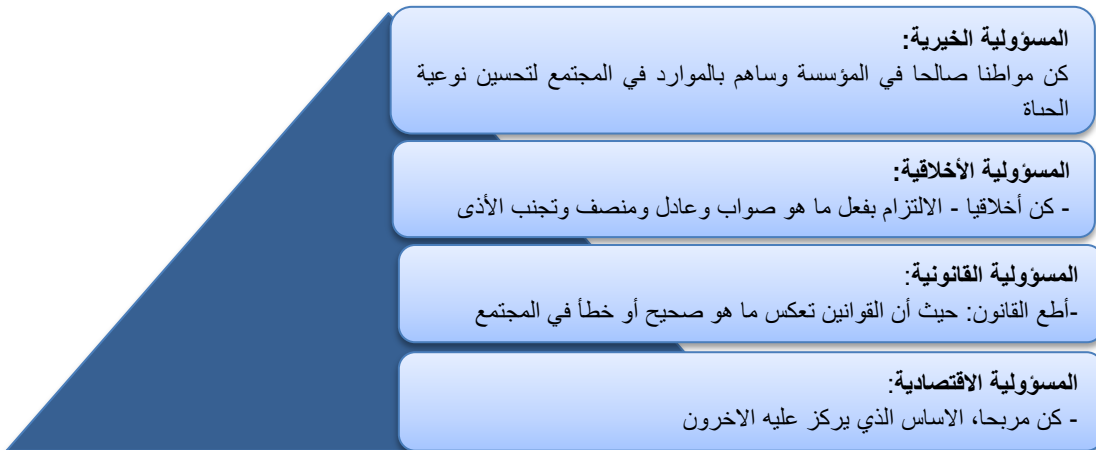 المسؤولية الخيرية:
كن مواطنا صالحا في المؤسسة وساهم بالموارد في المجتمع لتحسين نوعية
الحياة
المسؤولية الأخلاقية:
- كن أخلاقيا - الالتزام بفعل ما هو صواب وعادل ومنصف وتجنب الأذى
المسؤولية القانونية:
-أطع القانون: حيث أن القوانين تعكس ما هو صحيح أو خطأ في المجتمع
المسؤولية الاقتصادية:
- كن مربحا، الاساس الذي يركز عليه الاخرون